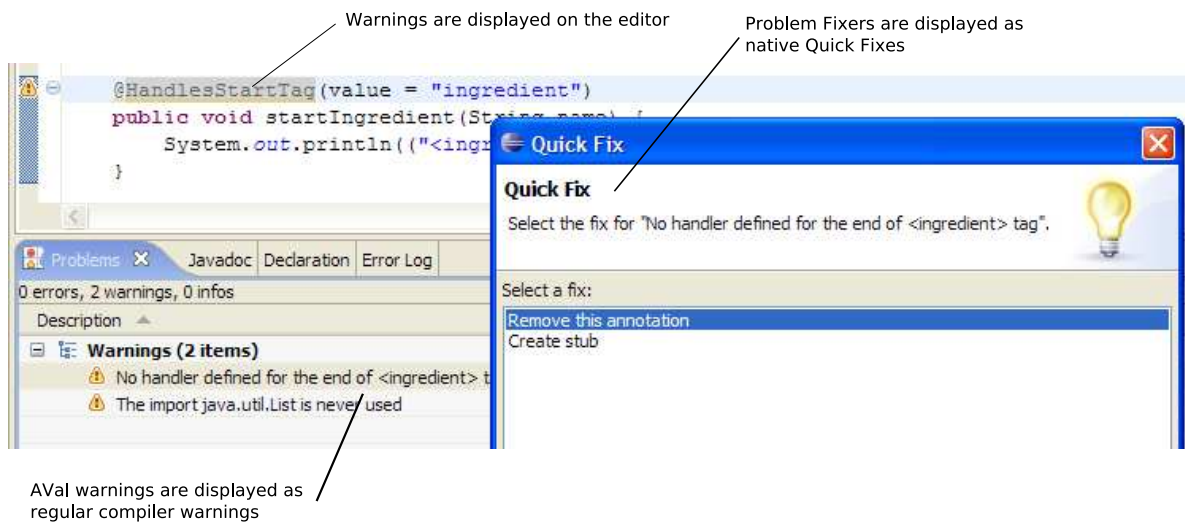 Warnings are displayed on the editor
Problem Fixers are displayed as
native Quick Fixes
@HandlesStartTag(value = "ingredient")
public void startIngredient(String name) {
System.out.println(("<ingr
}
Quick Fix
Quick Fix
Select the fix for "No handler defined for the end of <ingredient> tag".
Problems Javadoc Declaration Error Log
0 errors, 2 warnings, 0 infos
Description
Warnings (2 items)
No handler defined for the end of <ingredient> t
The import java.util.List is never used
Select a fix:
Remove this annotation
Create stub
AVal warnings are displayed as
regular compiler warnings